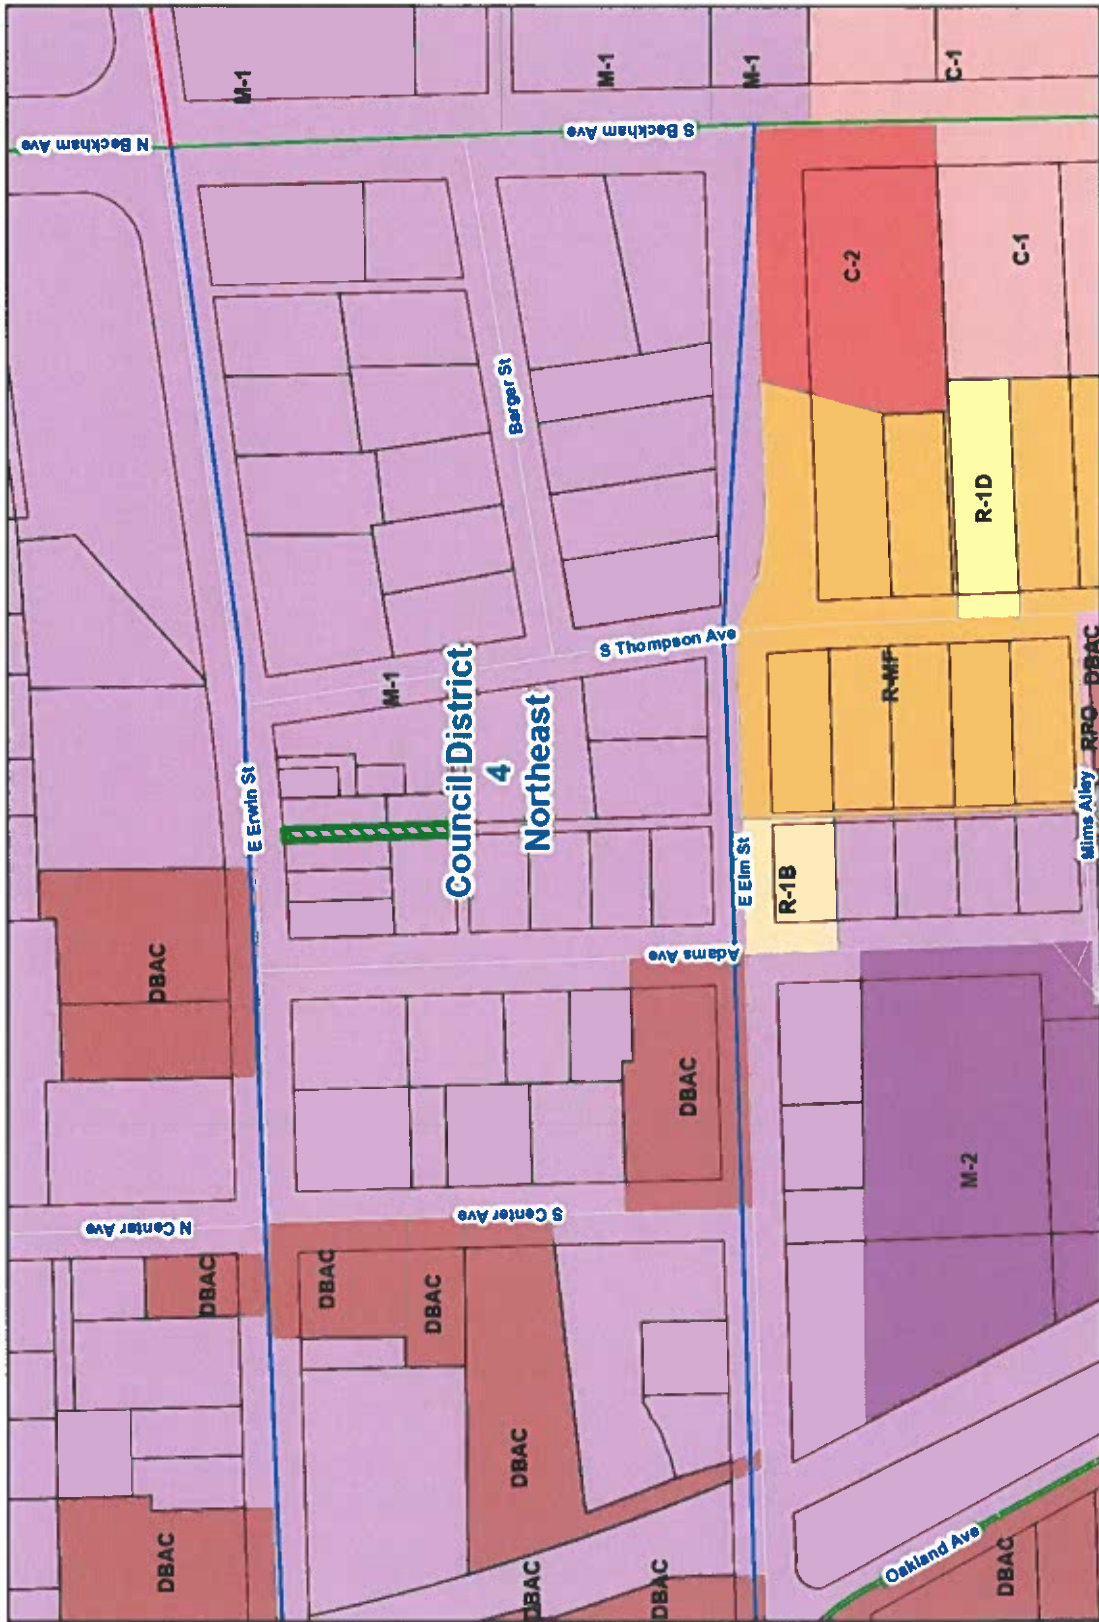 N Beckham Ave
N Center Ave
DBAC
DBAC
DBAC
M-1
E Erwin St
DBAC
M-1
DBAC
Council District
4
Northeast
Barger St
S Center Ave
DBAC
DBAC
M-1
S Beckham Ave
DBAC
S Thompson Ave
DBAC
Adams Ave
E Elm St
M-1
R-1B
C-2
R-MF
Oakland Ave
C-1
M-2
R-1D
DBAC
C-1
Mims Alley
RPO DBAC